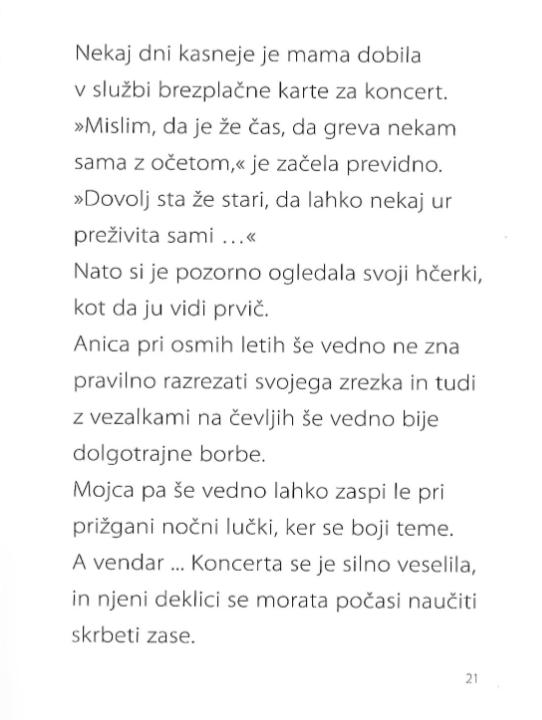 Nekaj dni kasneje je mama dobila
v službi brezplačne karte za koncert.
»Mislim, da je že čas, da greva nekam
sama z očetom,« je začela previdno.
»Dovolj sta že stari, da lahko nekaj ur
preživita sami …«
Nato si je pozorno ogledala svoji hčerki,
kot da ju vidi prvič.
Anica pri osmih letih še vedno ne zna
pravilno razrezati svojega zrezka in tudi
z vezalkami na čevljih še vedno bije
dolgotrajne borbe.
Mojca pa še vedno lahko zaspi le pri
prižgani nočni lučki, ker se boji teme.
A vendar ... Koncerta se je silno veselila,
in njeni deklici se morata počasi naučiti
skrbeti zase.
21